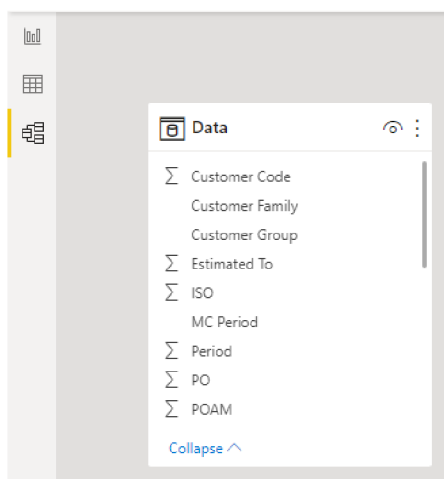 Data
Σ Customer Code
Customer Family
Customer Group
Σ Estimated To
Σ ISO
MC Period
Σ Period
Σ PO
Σ POAM
Collapse